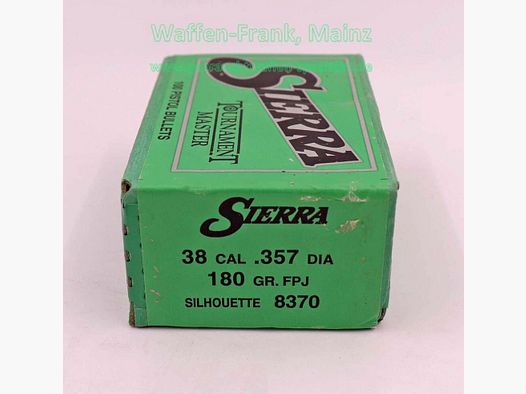 Waffen-Frank, Mainz
SIERRA
TOURNAMENT
MASTER
100 PISTOL BULLETS
SIERRA
38 CAL .357 DIA
180 GR. FPJ
SILHOUETTE 8370